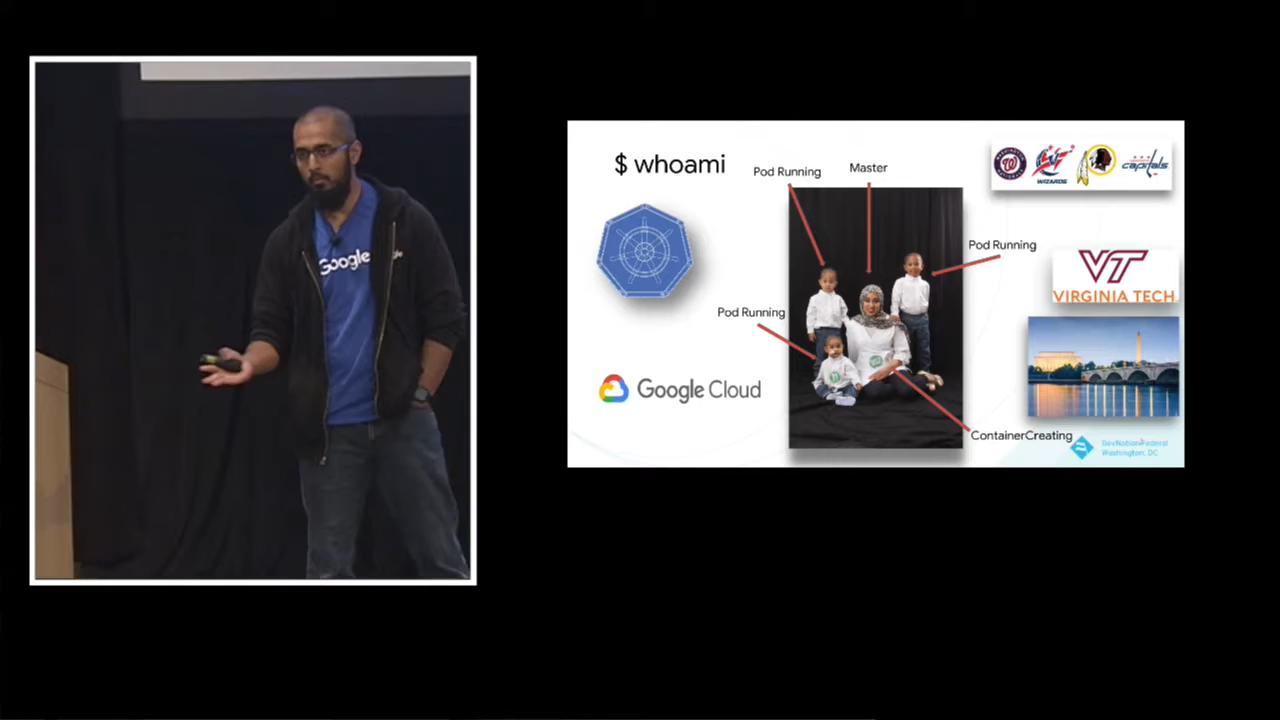 Google
$ whoami
Pod Running
Master
WIZARDS
capitals
Pod Running
VIRGINIA TECH
Pod Running
Google Cloud
ContainerCreating
DevNation Federal
Washington, DC